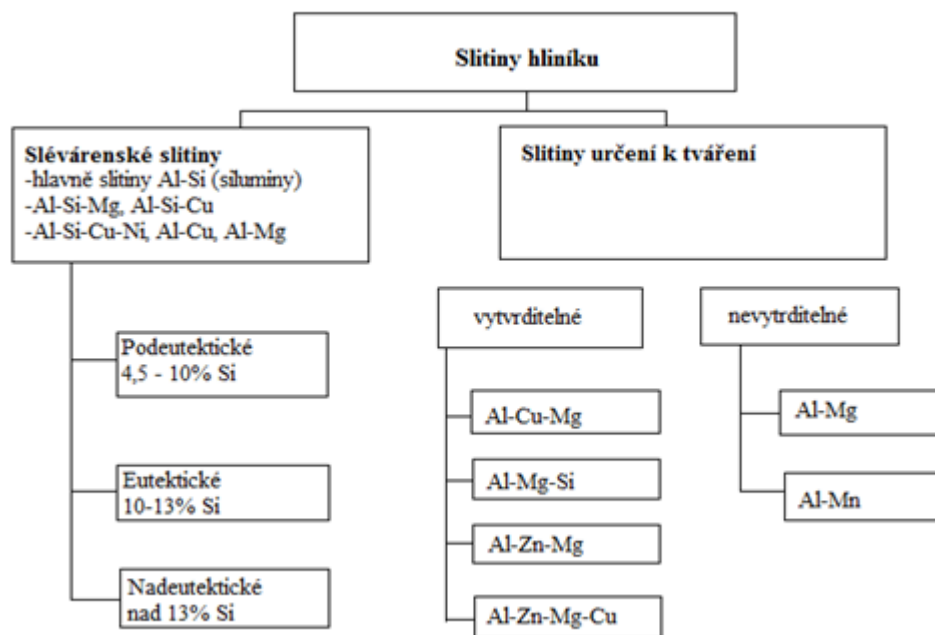 Slitiny hliníku
Slévárenské slitiny
-hlavně slitiny Al-Si (siluminy)
-Al-Si-Mg, Al-Si-Cu
-Al-Si-Cu-Ni, Al-Cu, Al-Mg
Slitiny určení k tváření
Podeutektické
4,5 - 10% Si
Eutektické
10-13% Si
Nadeutektické
nad 13% Si
vytvrditelné
Al-Cu-Mg
Al-Mg-Si
Al-Zn-Mg
Al-Zn-Mg-Cu
nevytrditelné
Al-Mg
Al-Mn